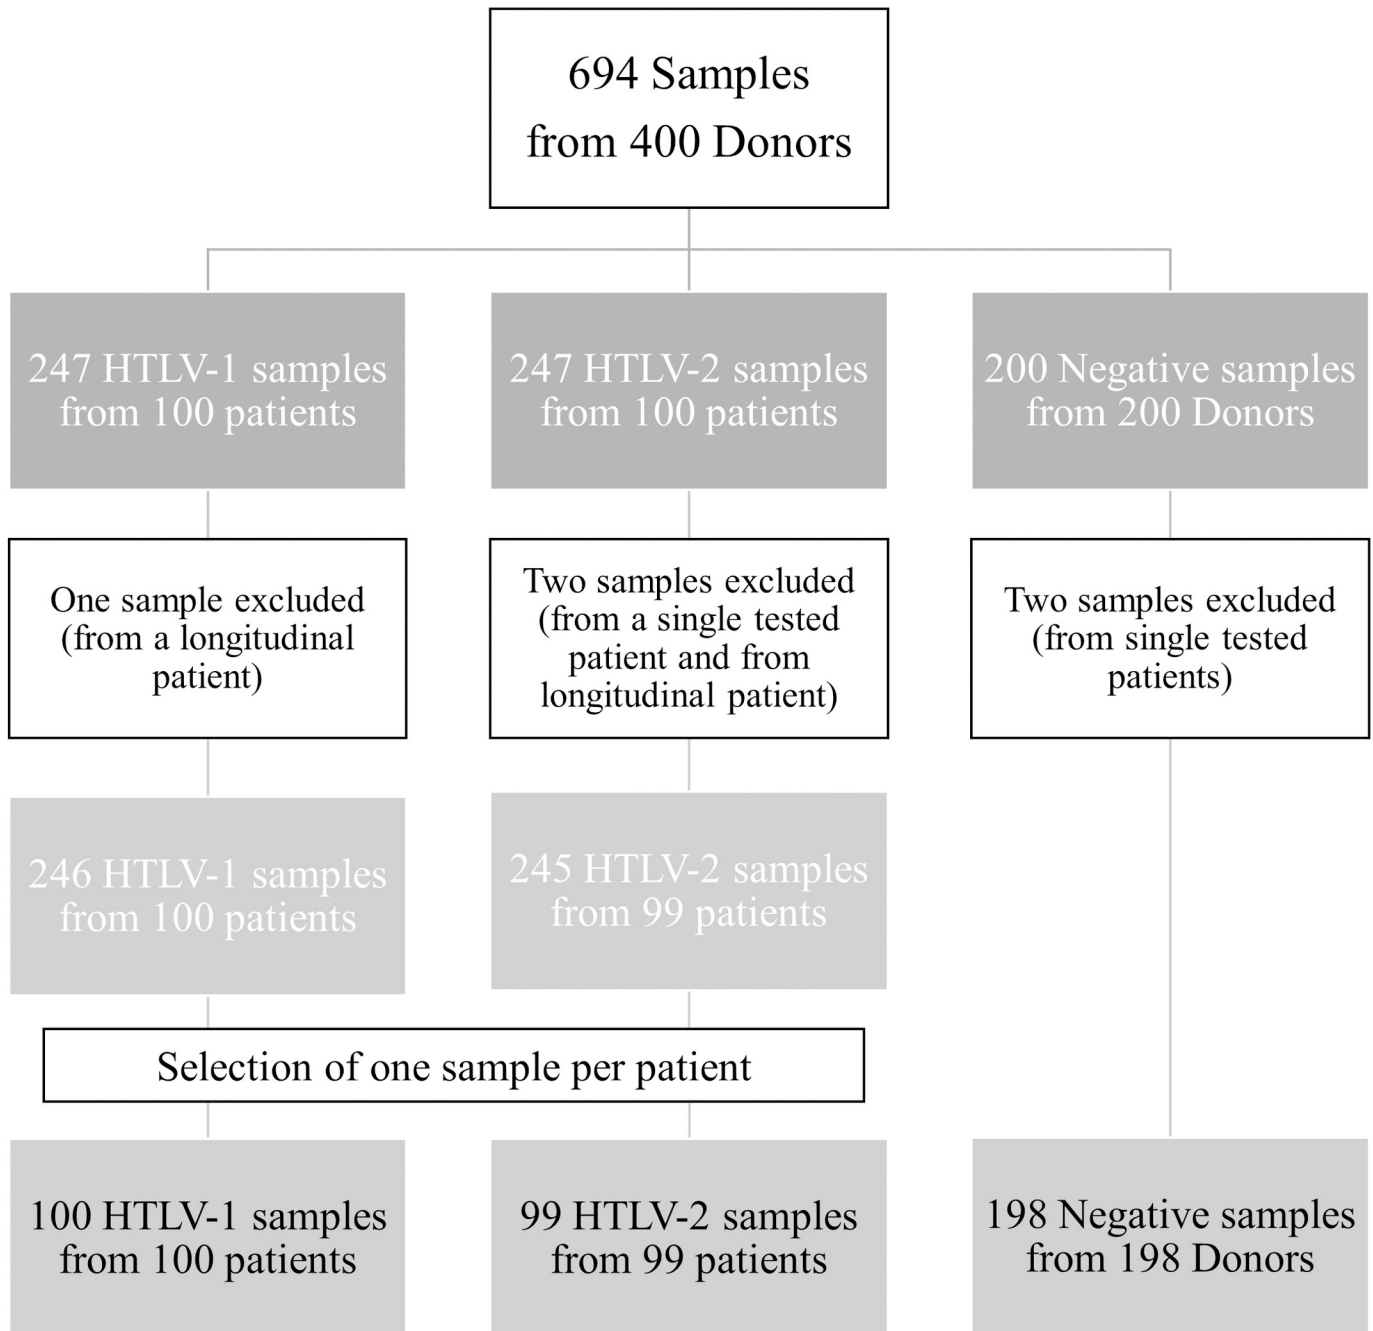 694 Samples
from 400 Donors
247 HTLV-1 samples
from 100 patients
247 HTLV-2 samples
from 100 patients
200 Negative samples
from 200 Donors
One sample excluded
(from a longitudinal
patient)
Two samples excluded
(from a single tested
patient and from
longitudinal patient)
Two samples excluded
(from single tested
patients)
246 HTLV-1 samples
from 100 patients
245 HTLV-2 samples
from 99 patients
Selection of one sample per patient
100 HTLV-1 samples
from 100 patients
99 HTLV-2 samples
from 99 patients
198 Negative samples
from 198 Donors